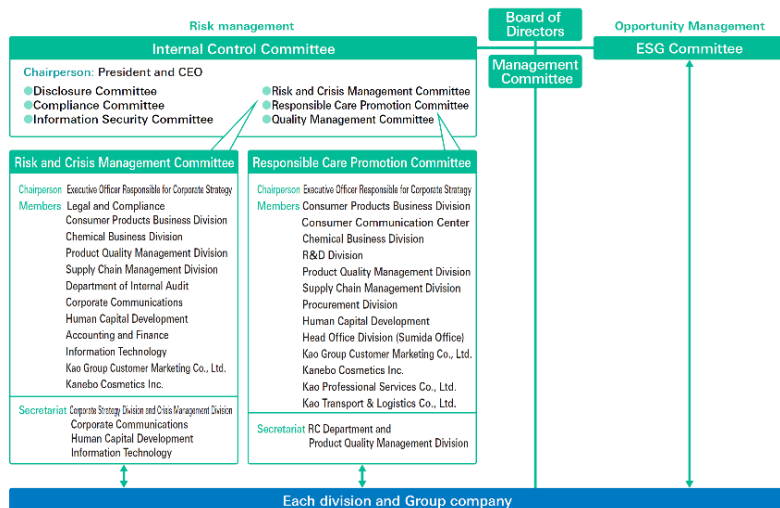 Risk management
Internal Control Committee
Chairperson: President and CEO
●Disclosure Committee
●Compliance Committee
●Information Security Committee
●Risk and Crisis Management Committee
●Responsible Care Promotion Committee
●Quality Management Committee
Board of
Directors
Management
Committee
Opportunity Management
ESG Committee
Risk and Crisis Management Committee
Chairperson Executive Officer Responsible for Corporate Strategy
Members Legal and Compliance
Consumer Products Business Division
Chemical Business Division
Product Quality Management Division
Supply Chain Management Division
Department of Internal Audit
Corporate Communications
Human Capital Development
Accounting and Finance
Information Technology
Kao Group Customer Marketing Co., Ltd.
Kanebo Cosmetics Inc.
Secretariat Corporate Strategy Division and Crisis Management Division
Corporate Communications
Human Capital Development
Information Technology
Responsible Care Promotion Committee
Chairperson Executive Officer Responsible for Corporate Strategy
Members Consumer Products Business Division
Consumer Communication Center
Chemical Business Division
R&D Division
Product Quality Management Division
Supply Chain Management Division
Procurement Division
Human Capital Development
Head Office Division (Sumida Office)
Kao Group Customer Marketing Co., Ltd.
Kanebo Cosmetics Inc.
Kao Professional Services Co., Ltd.
Kao Transport & Logistics Co., Ltd.
Secretariat RC Department and
Product Quality Management Division
Each division and Group company